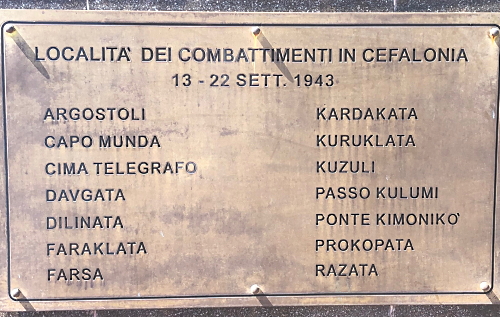 LOCALITA' DEI COMBATTIMENTI IN CEFALONIA
13 - 22 SETT. 1943
ARGOSTOLI
CAPO MUNDA
CIMA TELEGRAFO
DAVGATA
DILINATA
FARAKLATA
FARSA
KARDAKATA
KURUKLATA
KUZULI
PASSO KULUMI
PONTE KIMONIKO'
PROKOPATA
RAZATA